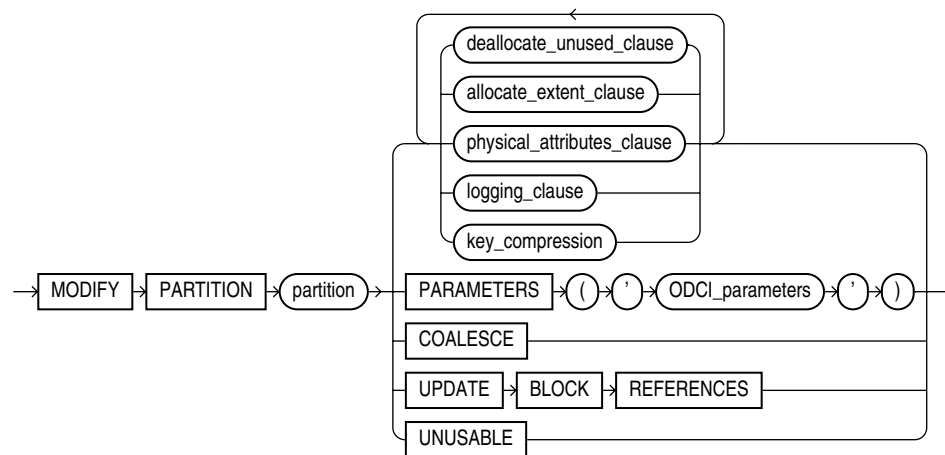 deallocate_unused_clause
allocate_extent_clause
physical_attributes_clause
logging_clause
key_compression
MODIFY PARTITION partition PARAMETERS ( ' ODCI_parameters ' )
COALESCE
UPDATE BLOCK REFERENCES
UNUSABLE